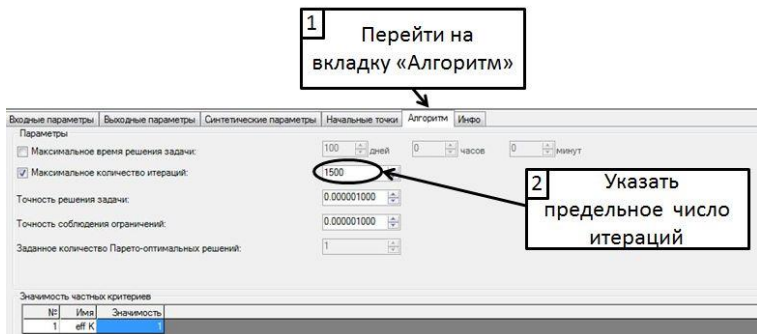 1
Перейти на
вкладку «Алгоритм»
Входные параметры Выходные параметры Синтетические параметры Начальные точки Алгоритм Инфо
Параметры
Максимальное время решения задачи: 100 дней 0 часов 0 минут
Максимальное количество итераций: 1500
2
Указать
предельное число
итераций
Точность решения задачи: 0.000001000
Точность соблюдения ограничений: 0.000001000
Заданное количество Парето-оптимальных решений: 1
Значимость частных критериев
№ Имя Значимость
1 eff К 1